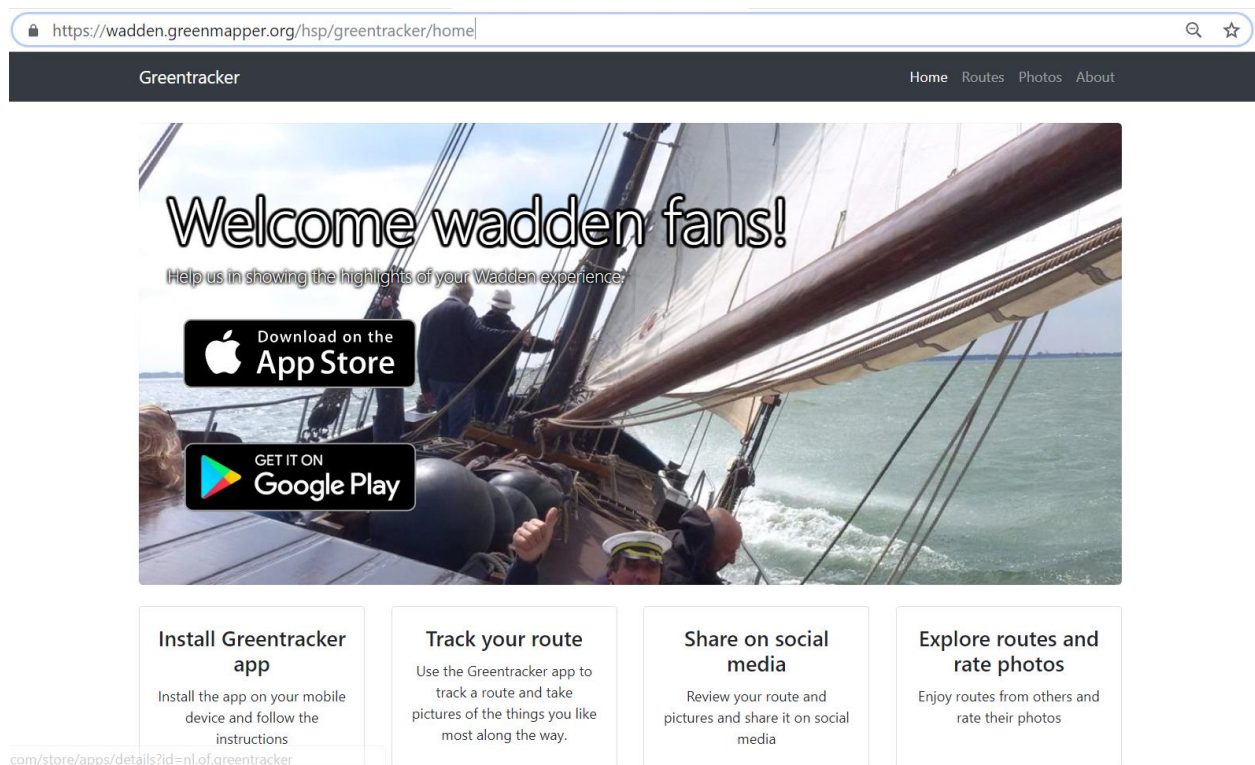 https://wadden.greenmapper.org/hsp/greentracker/home
Greentracker
Home Routes Photos About
Welcome wadden fans!
Help us in showing the highlights of your Wadden experience!
Download on the
App Store
GET IT ON
Google Play
Install Greentracker
app
Install the app on your mobile
device and follow the
instructions
Track your route
Use the Greentracker app to
track a route and take
pictures of the things you like
most along the way.
Share on social
media
Review your route and
pictures and share it on social
media
Explore routes and
rate photos
Enjoy routes from others and
rate their photos
com/store/apps/details?id=nl.of.greentracker